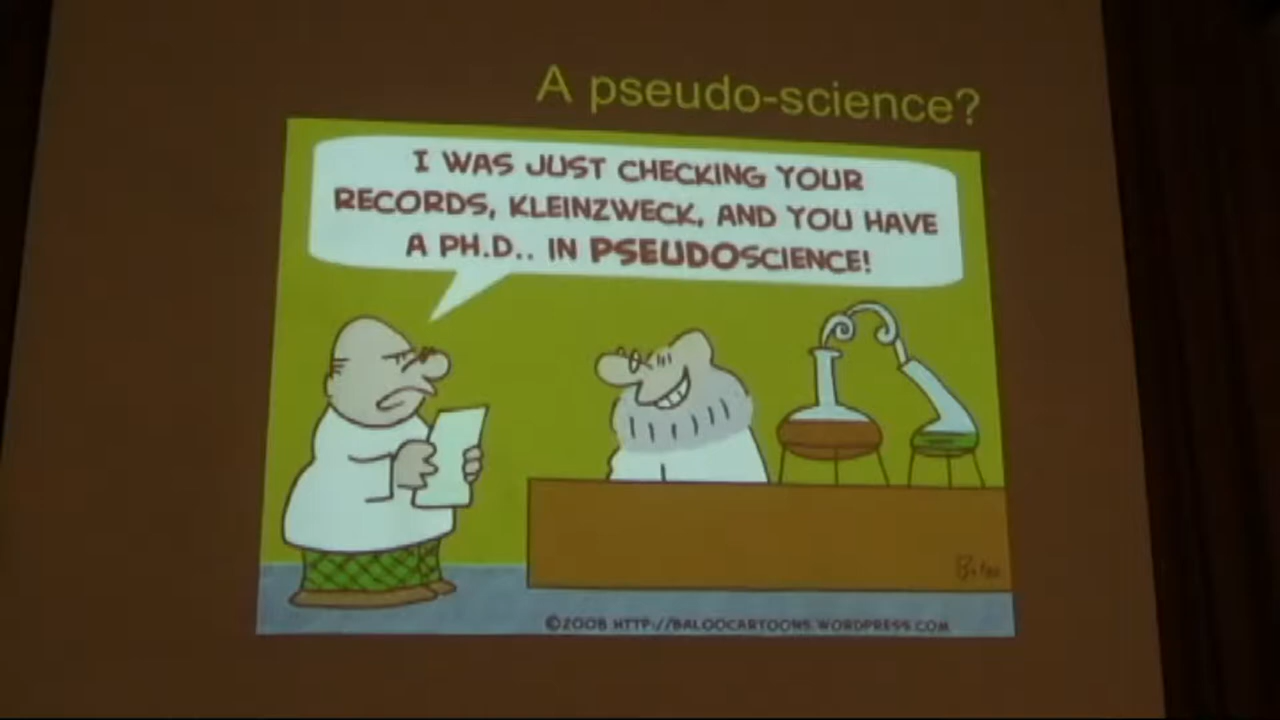 A pseudo-science?
I WAS JUST CHECKING YOUR
RECORDS, KLEINZWECK, AND YOU HAVE
A PH.D.. IN PSEUDOSCIENCE!
Baloo
©2008 HTTP://BALOOCARTOONS.WORDPRESS.COM